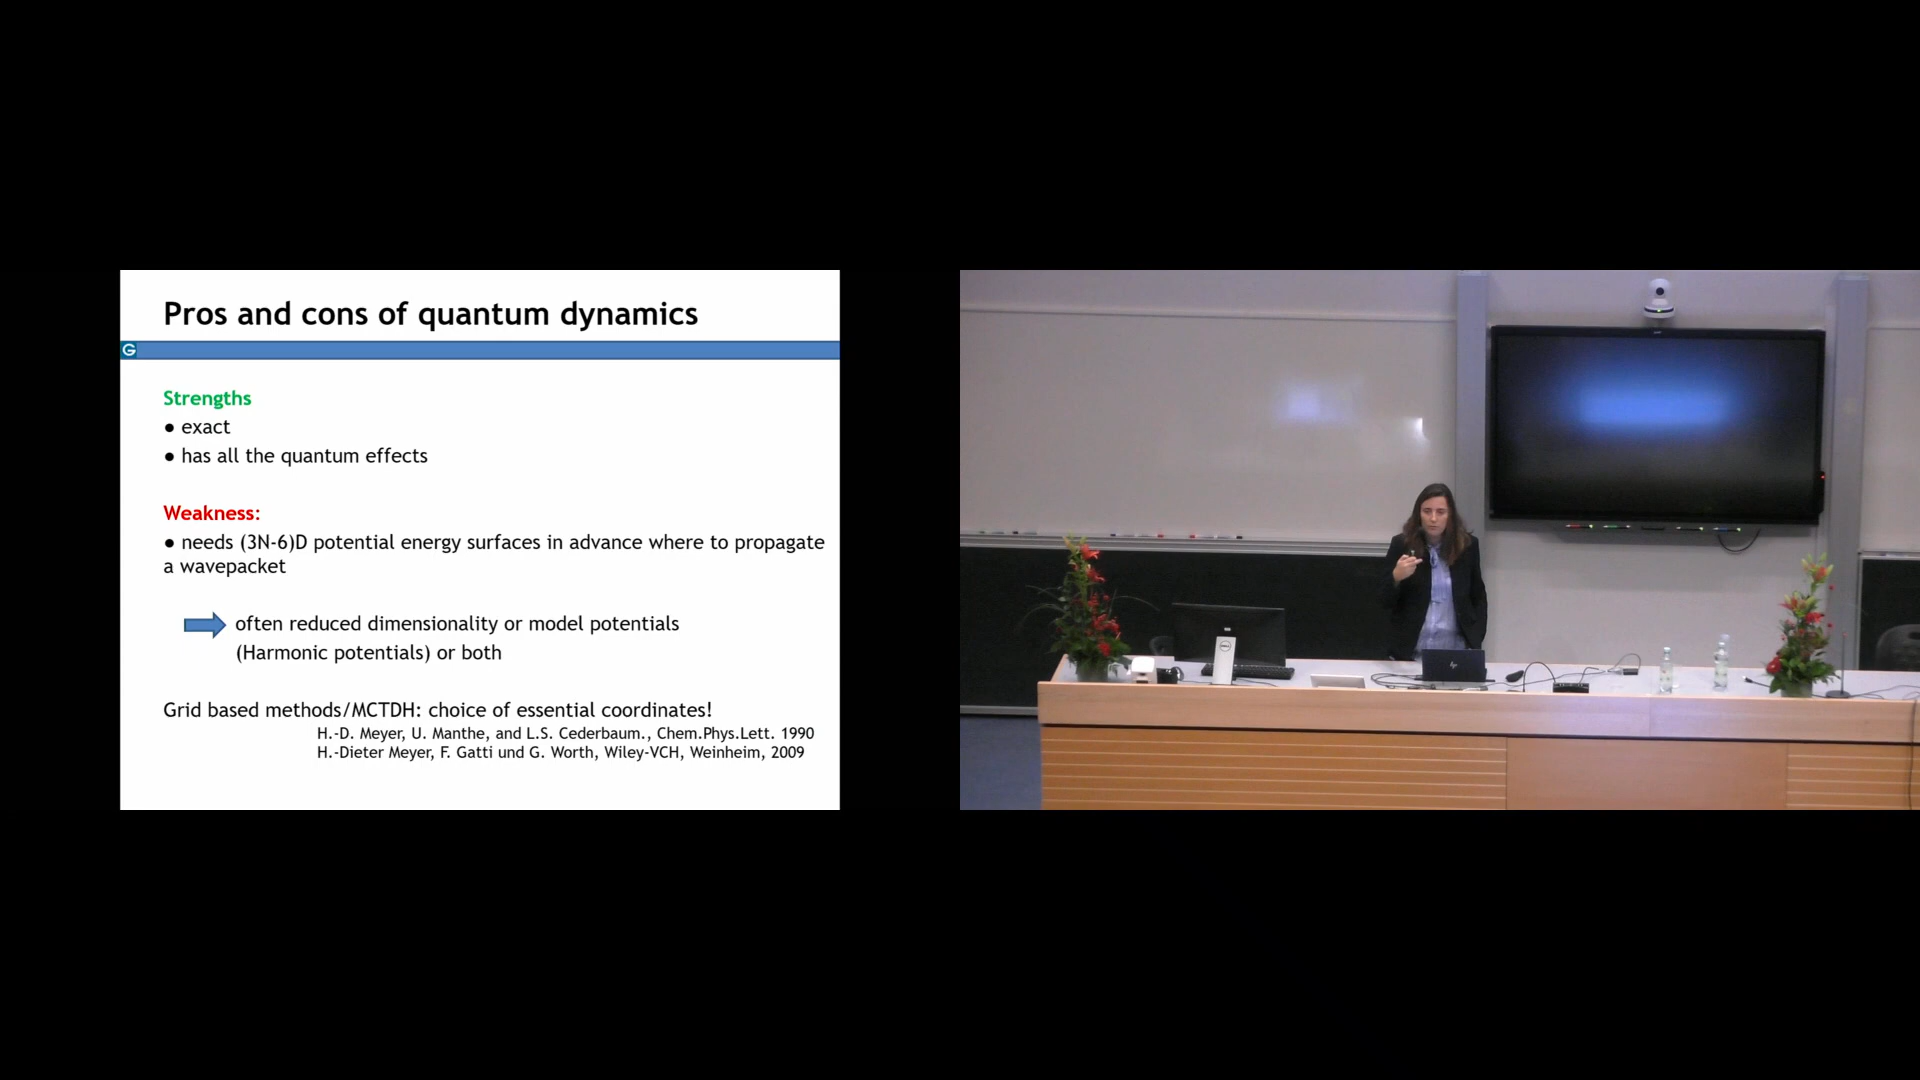 Pros and cons of quantum dynamics
G
Strengths
● exact
● has all the quantum effects
Weakness:
● needs (3N-6)D potential energy surfaces in advance where to propagate
a wavepacket
often reduced dimensionality or model potentials
(Harmonic potentials) or both
Grid based methods/MCTDH: choice of essential coordinates!
H.-D. Meyer, U. Manthe, and L.S. Cederbaum., Chem.Phys.Lett. 1990
H.-Dieter Meyer, F. Gatti und G. Worth, Wiley-VCH, Weinheim, 2009
DELL
hp